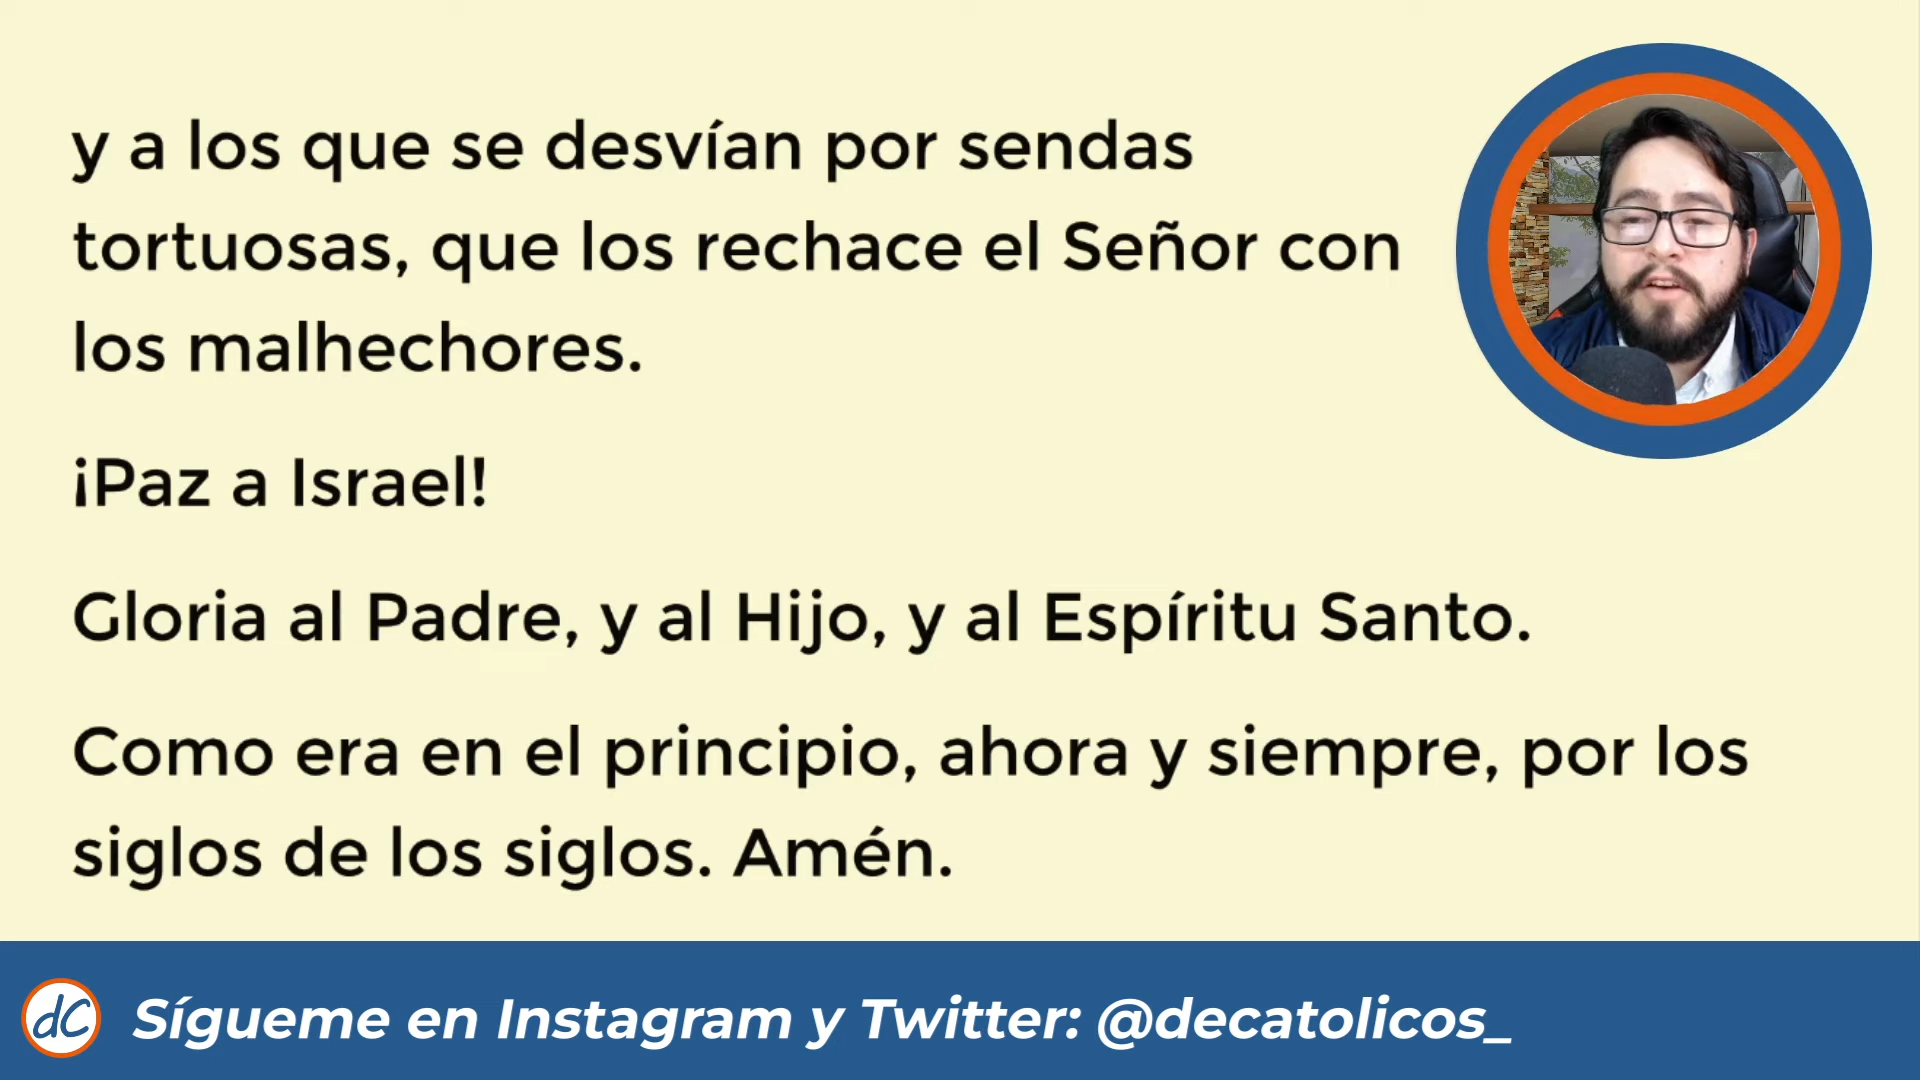 y a los que se desvían por sendas
tortuosas, que los rechace el Señor con
los malhechores.
¡Paz a Israel!
Gloria al Padre, y al Hijo, y al Espíritu Santo.
Como era en el principio, ahora y siempre, por los
siglos de los siglos. Amén.
dC Sígueme en Instagram y Twitter: @decatolicos_